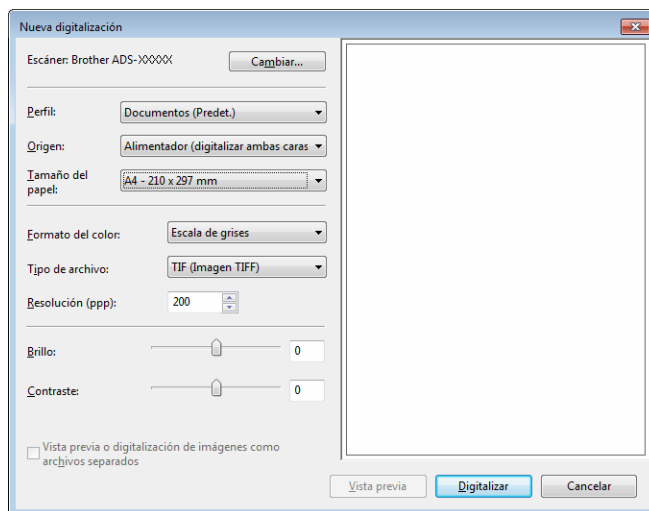 Nueva digitalización
Escáner: Brother ADS-XXXXX
Cambiar...
Perfil:
Documentos (Predet.)
Origen:
Alimentador (digitalizar ambas caras
Tamaño del
papel:
A4 - 210 x 297 mm
Formato del color:
Escala de grises
Tipo de archivo:
TIF (Imagen TIFF)
Resolución (ppp):
200
Brillo:
0
Contraste:
0
Vista previa o digitalización de imágenes como
archivos separados
Vista previa
Digitalizar
Cancelar